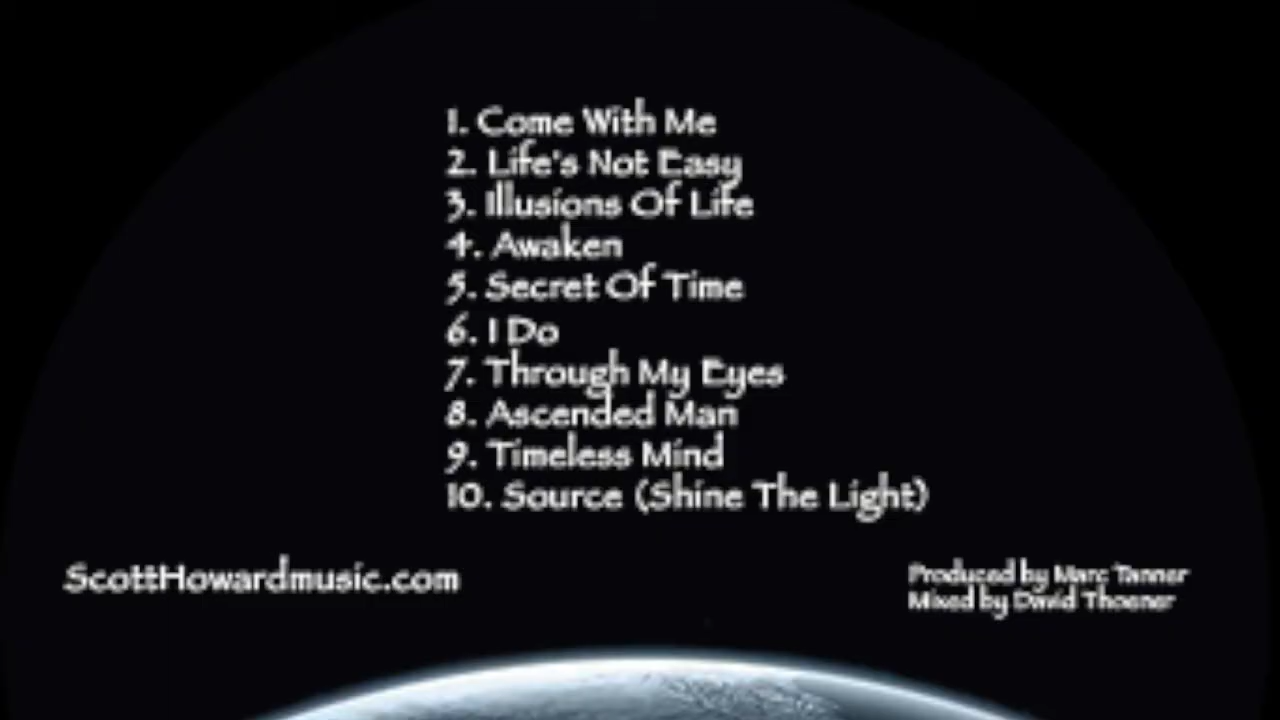 1. Come With Me
2. Life's Not Easy
3. Illusions Of Life
4. Awaken
5. Secret Of Time
6. I Do
7. Through My Eyes
8. Ascended Man
9. Timeless Mind
10. Source (Shine The Light)
ScottHowardmusic.com
Produced by Marc Tanner
Mixed by David Thoener